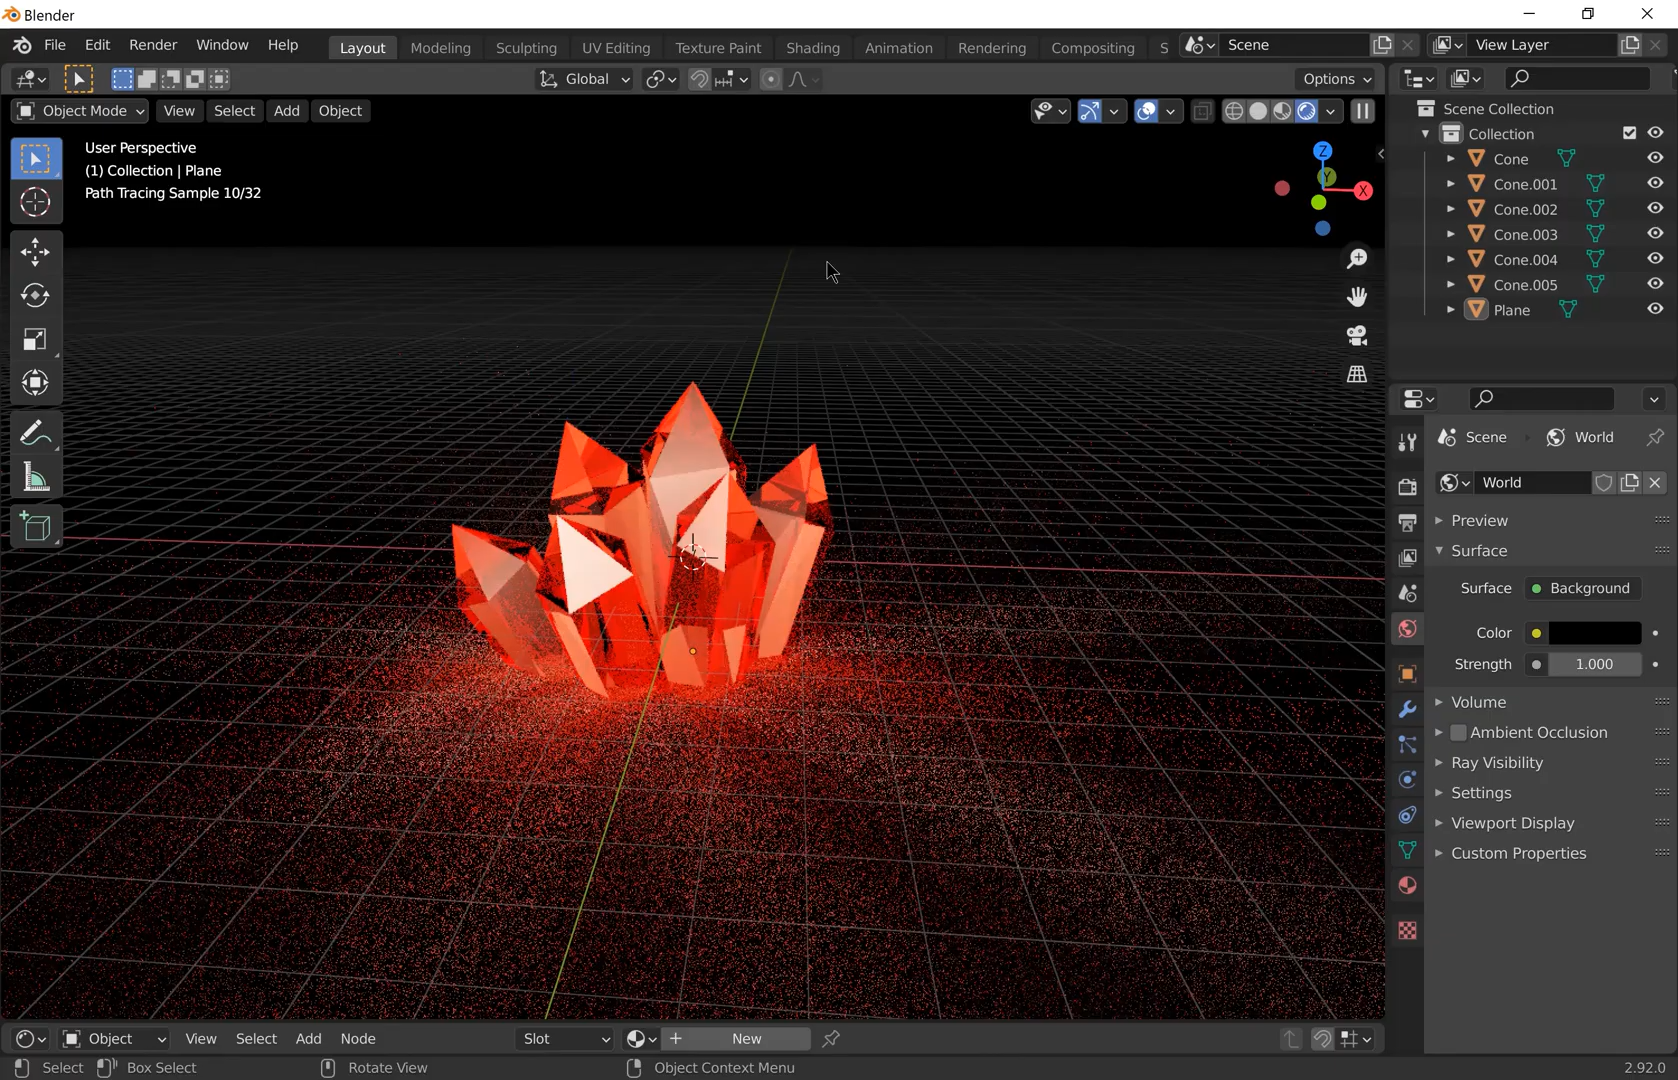 Blender
File Edit Render Window Help Layout Modeling Sculpting UV Editing Texture Paint Shading Animation Rendering Compositing S Scene View Layer
Global Options
Object Mode View Select Add Object
User Perspective
(1) Collection | Plane
Path Tracing Sample 10/32
Z
Y
X
Scene Collection
Collection
Cone
Cone.001
Cone.002
Cone.003
Cone.004
Cone.005
Plane
Scene World
World
Preview
Surface
Surface Background
Color
Strength 1.000
Volume
Ambient Occlusion
Ray Visibility
Settings
Viewport Display
Custom Properties
Object View Select Add Node Slot New
Select Box Select Rotate View Object Context Menu 2.92.0